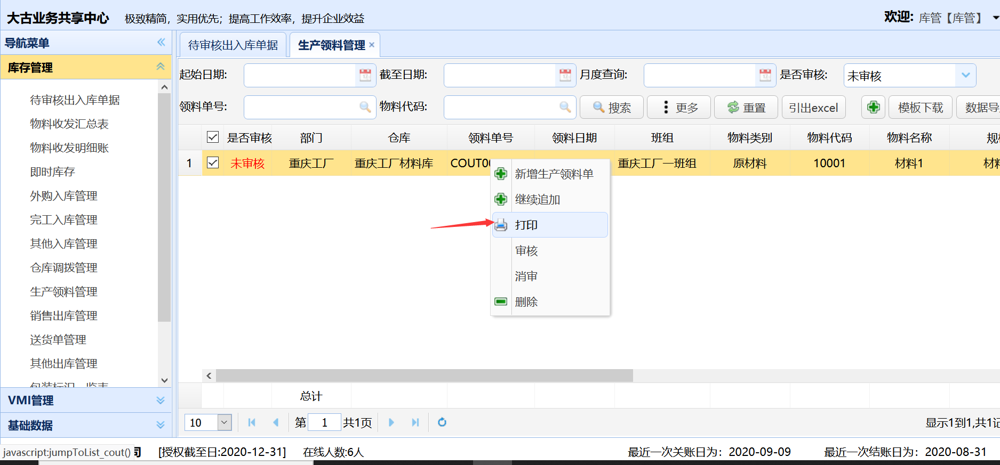 大古业务共享中心 极致精简，实用优先；提高工作效率，提升企业效益 欢迎: 库管【库管】
导航菜单
库存管理
待审核出入库单据
物料收发汇总表
物料收发明细账
即时库存
外购入库管理
完工入库管理
其他入库管理
仓库调拨管理
生产领料管理
销售出库管理
送货单管理
其他出库管理
VMI管理
基础数据
待审核出入库单据 生产领料管理
起始日期: 截至日期: 月度查询: 是否审核: 未审核
领料单号: 物料代码: 搜索 更多 重置 引出excel 模板下载 数据导
是否审核 部门 仓库 领料单号 领料日期 班组 物料类别 物料代码 物料名称 规
1 未审核 重庆工厂 重庆工厂材料库 COUT0 重庆工厂一班组 原材料 10001 材料1 材料
新增生产领料单
继续追加
打印
审核
消审
删除
总计
10 第 1 共1页 显示1到1,共1记
javascript:jumpToList_cout() 司 [授权截至日:2020-12-31] 在线人数:6人 最近一次关账日为：2020-09-09 最近一次结账日为：2020-08-31